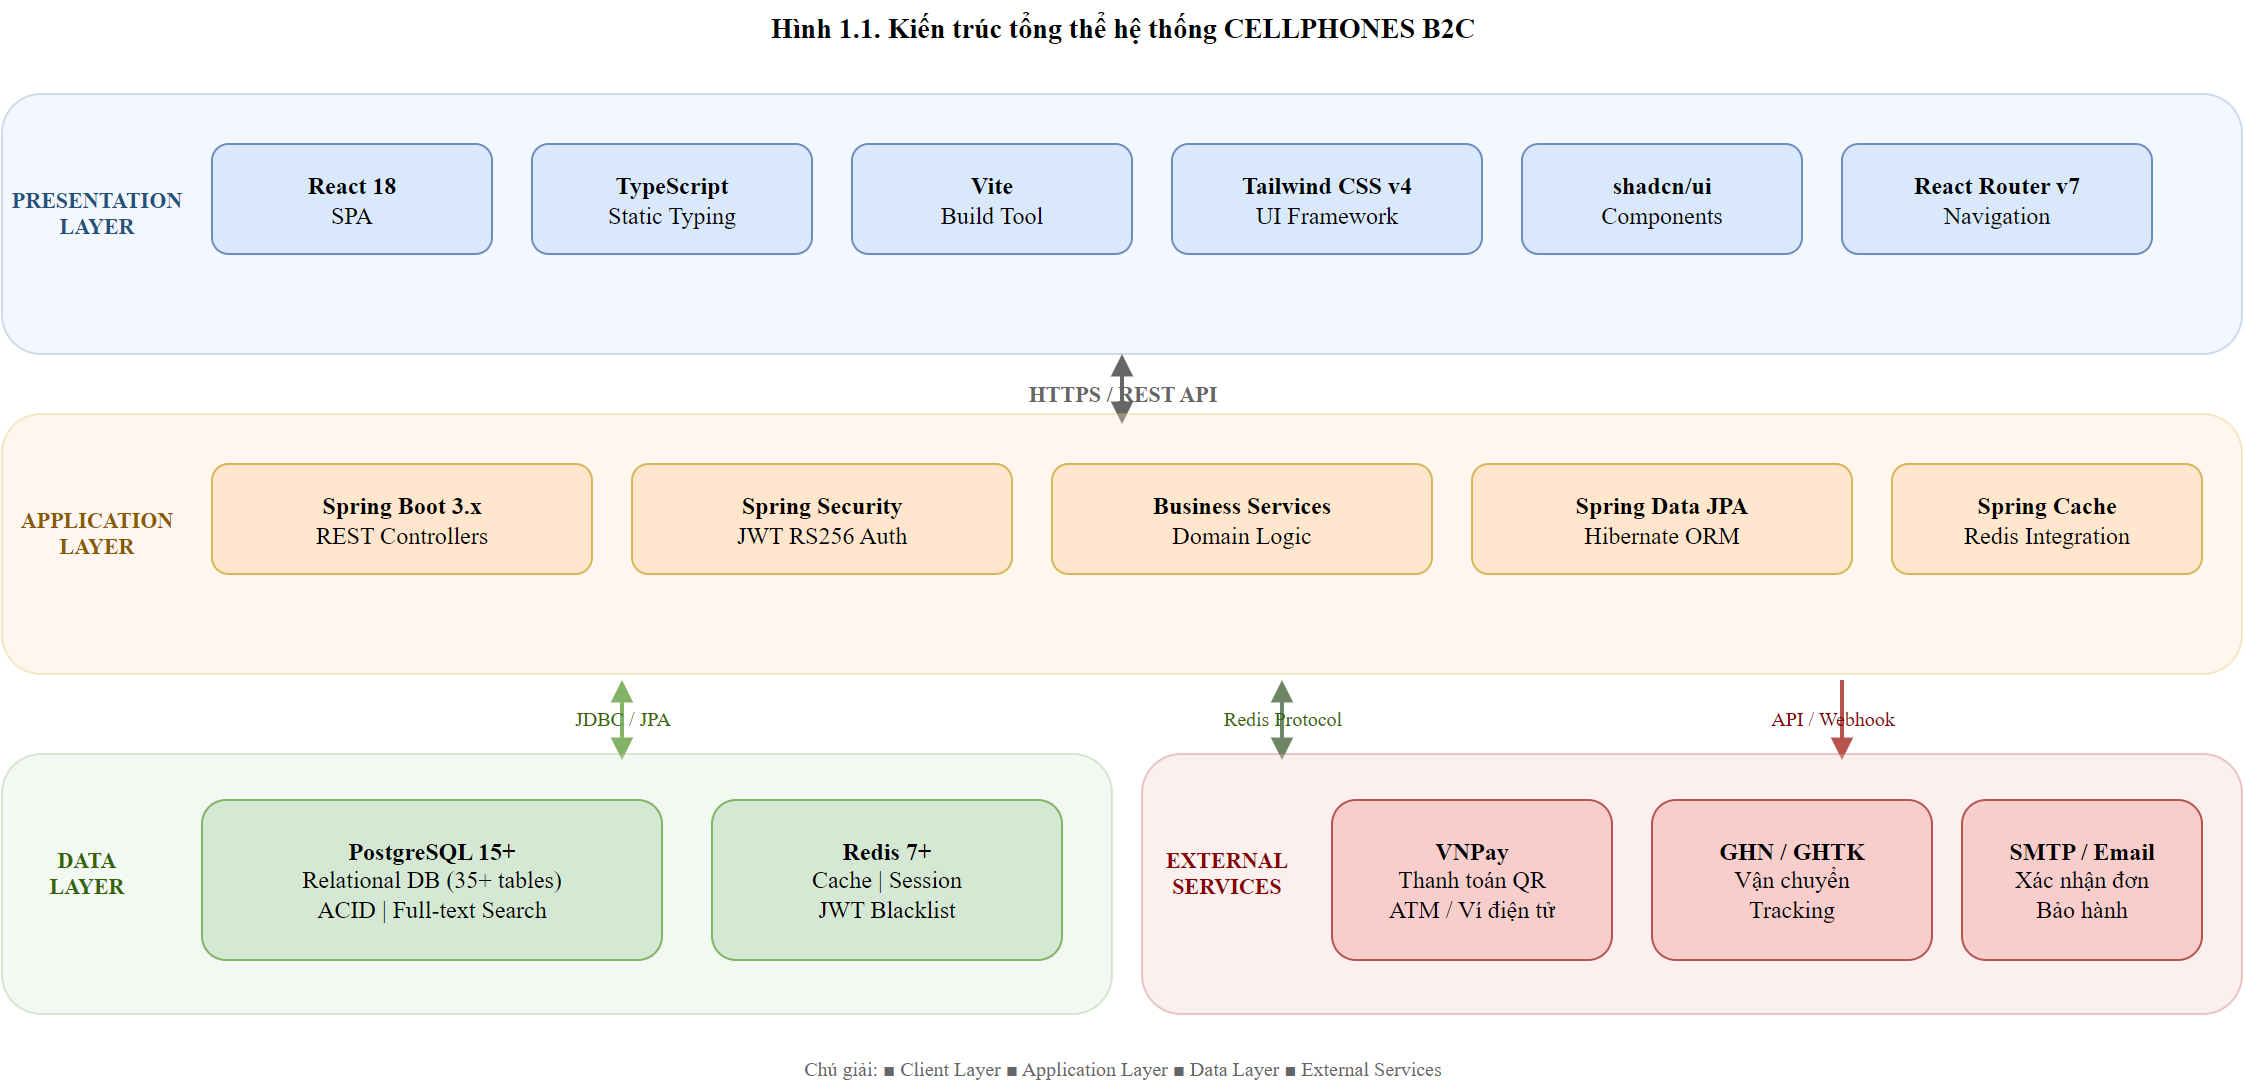 Hình 1.1. Kiến trúc tổng thể hệ thống CELLPHONES B2C
PRESENTATION
LAYER
React 18
SPA
TypeScript
Static Typing
Vite
Build Tool
Tailwind CSS v4
UI Framework
shadcn/ui
Components
React Router v7
Navigation
HTTPS / REST API
APPLICATION
LAYER
Spring Boot 3.x
REST Controllers
Spring Security
JWT RS256 Auth
Business Services
Domain Logic
Spring Data JPA
Hibernate ORM
Spring Cache
Redis Integration
JDBC / JPA
Redis Protocol
API / Webhook
DATA
LAYER
PostgreSQL 15+
Relational DB (35+ tables)
ACID | Full-text Search
Redis 7+
Cache | Session
JWT Blacklist
EXTERNAL
SERVICES
VNPay
Thanh toán QR
ATM / Ví điện tử
GHN / GHTK
Vận chuyển
Tracking
SMTP / Email
Xác nhận đơn
Bảo hành
Chú giải: ■ Client Layer ■ Application Layer ■ Data Layer ■ External Services